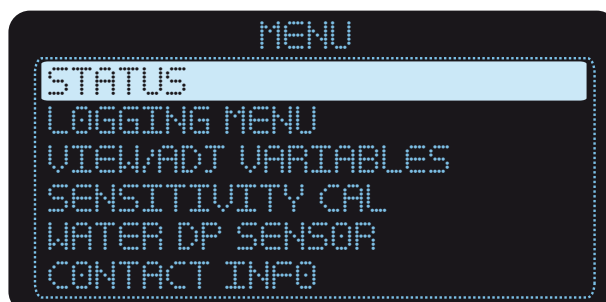 MENU
STATUS
LOGGING MENU
VIEW/ADJ VARIABLES
SENSITIVITY CAL
WATER DP SENSOR
CONTACT INFO